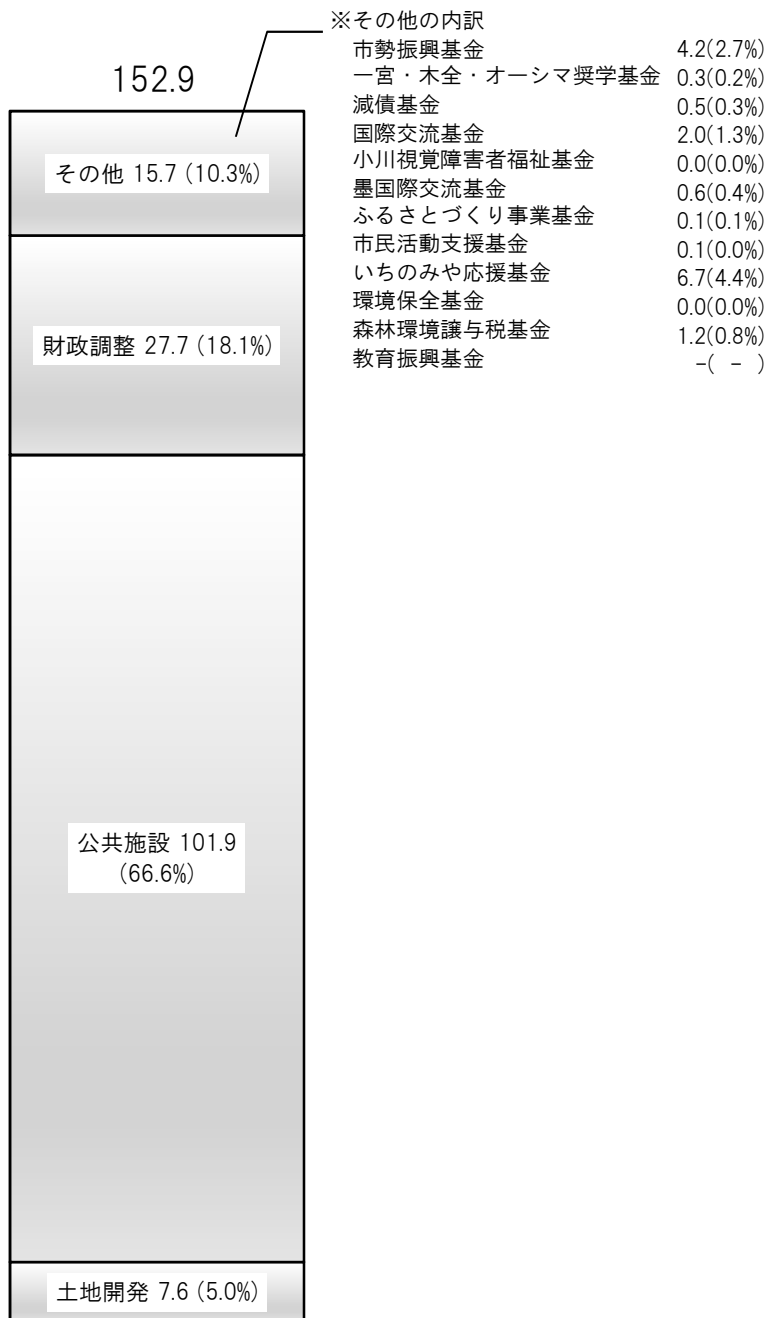 ※その他の内訳
市勢振興基金 4.2(2.7%)
一宮・木全・オーシマ奨学基金 0.3(0.2%)
減債基金 0.5(0.3%)
国際交流基金 2.0(1.3%)
小川視覚障害者福祉基金 0.0(0.0%)
墨国際交流基金 0.6(0.4%)
ふるさとづくり事業基金 0.1(0.1%)
市民活動支援基金 0.1(0.0%)
いちのみや応援基金 6.7(4.4%)
環境保全基金 0.0(0.0%)
森林環境譲与税基金 1.2(0.8%)
教育振興基金 -( - )
152.9
その他 15.7 (10.3%)
財政調整 27.7 (18.1%)
公共施設 101.9
(66.6%)
土地開発 7.6 (5.0%)